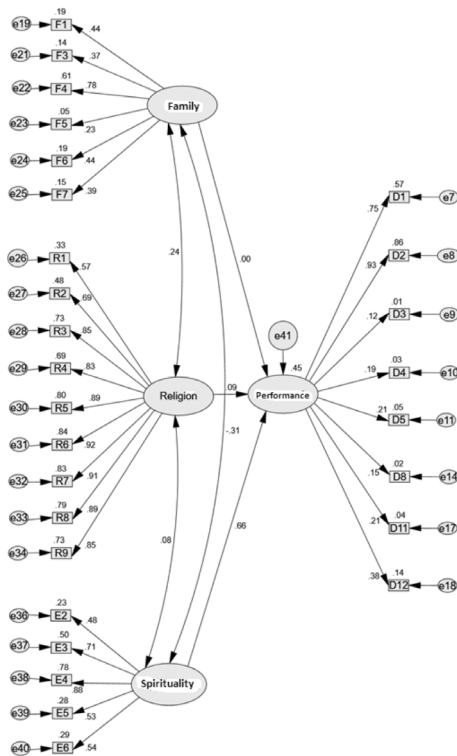 .19
e19 F1 .44
.14
e21 F3 .37
.61
e22 F4 .78
.05
e23 F5 .23
.19
e24 F6 .44
.15
e25 F7 .39
Family
.33
e26 R1 .57
.48
e27 R2 .69
.73
e28 R3 .85
.69
e29 R4 .83
.80
e30 R5 .89
.84
e31 R6 .92
.83
e32 R7 .91
.79
e33 R8 .89
.73
e34 R9 .85
Religion
.23
e36 E2 .48
.50
e37 E3 .71
.78
e38 E4 .88
.28
e39 E5 .53
.29
e40 E6 .54
Spirituality
.24
-.31
.08
.00
.09
.66
e41
.45
Performance
.57
.75 D1 e7
.86
.93 D2 e8
.01
.12 D3 e9
.03
.19 D4 e10
.05
.21 D5 e11
.02
.15 D8 e14
.04
.21 D11 e17
.14
.38 D12 e18